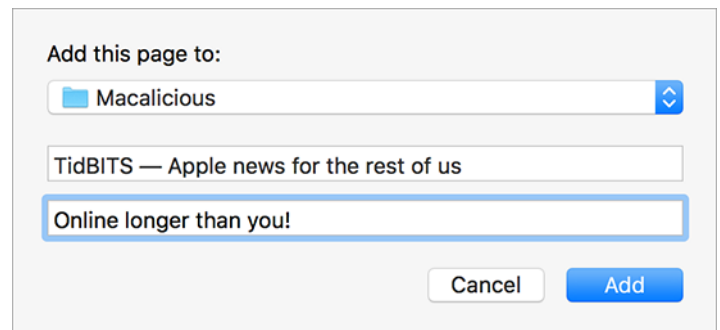 Add this page to:
Macalicious
TidBITS — Apple news for the rest of us
Online longer than you!
Cancel Add